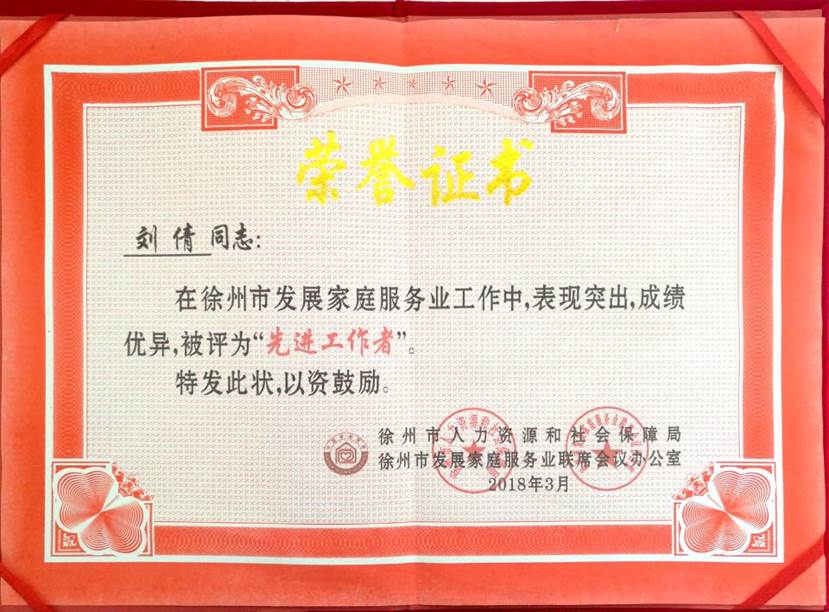 荣誉证书
刘倩 同志:
在徐州市发展家庭服务业工作中,表现突出,成绩
优异,被评为“先进工作者”。
特发此状,以资鼓励。
徐州市人力资源和社会保障局
徐州市发展家庭服务业联席会议办公室
2018年3月